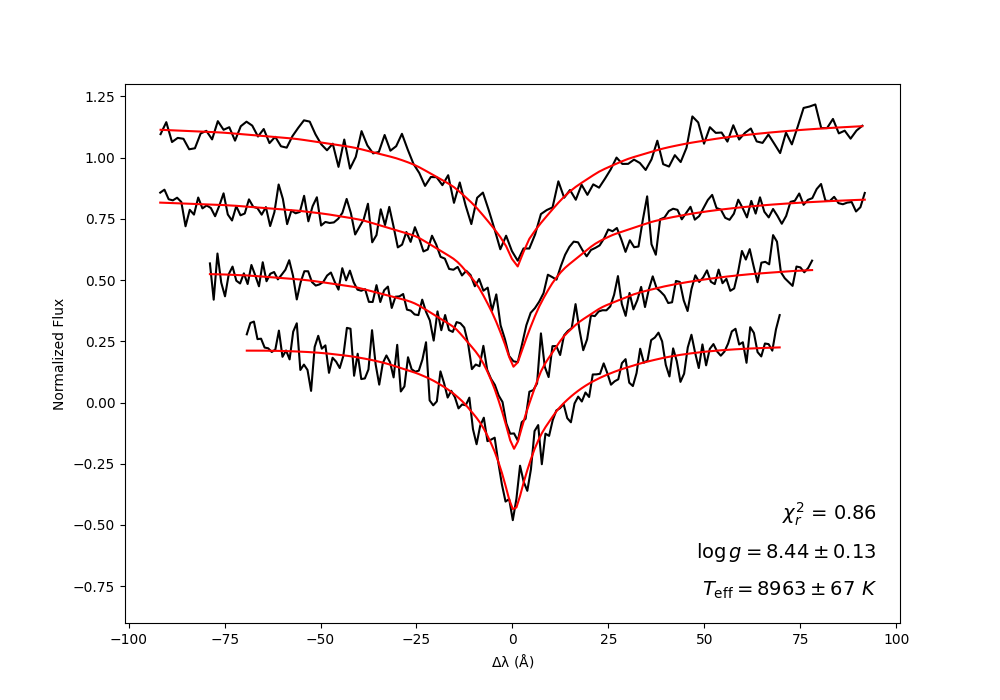 1.25
1.00
0.75
0.50
0.25
0.00
−0.25
−0.50
−0.75
Normalized Flux
χ²ᵣ = 0.86
log g = 8.44 ± 0.13
T_eff = 8963 ± 67 K
−100 −75 −50 −25 0 25 50 75 100
Δλ (Å)